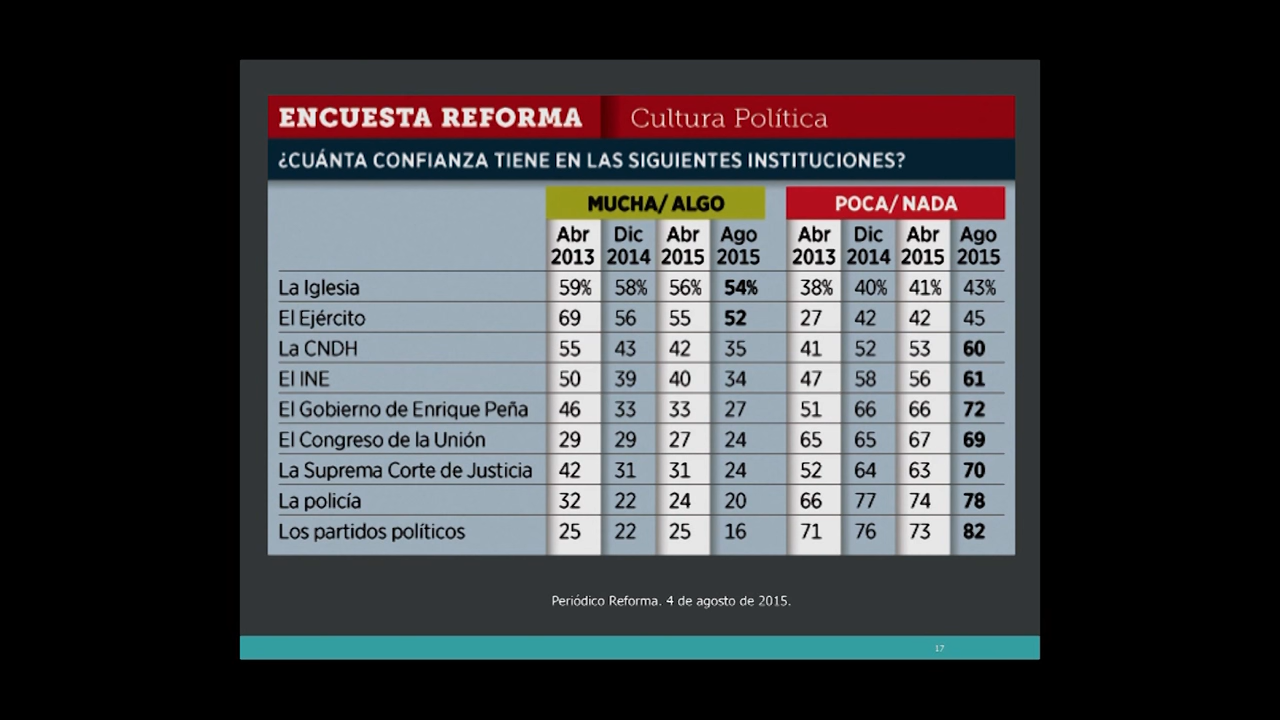 ENCUESTA REFORMA Cultura Política
¿CUÁNTA CONFIANZA TIENE EN LAS SIGUIENTES INSTITUCIONES?
MUCHA/ ALGO POCA/ NADA
Abr Dic Abr Ago Abr Dic Abr Ago
2013 2014 2015 2015 2013 2014 2015 2015
La Iglesia 59% 58% 56% 54% 38% 40% 41% 43%
El Ejército 69 56 55 52 27 42 42 45
La CNDH 55 43 42 35 41 52 53 60
El INE 50 39 40 34 47 58 56 61
El Gobierno de Enrique Peña 46 33 33 27 51 66 66 72
El Congreso de la Unión 29 29 27 24 65 65 67 69
La Suprema Corte de Justicia 42 31 31 24 52 64 63 70
La policía 32 22 24 20 66 77 74 78
Los partidos políticos 25 22 25 16 71 76 73 82
Periódico Reforma. 4 de agosto de 2015.
17